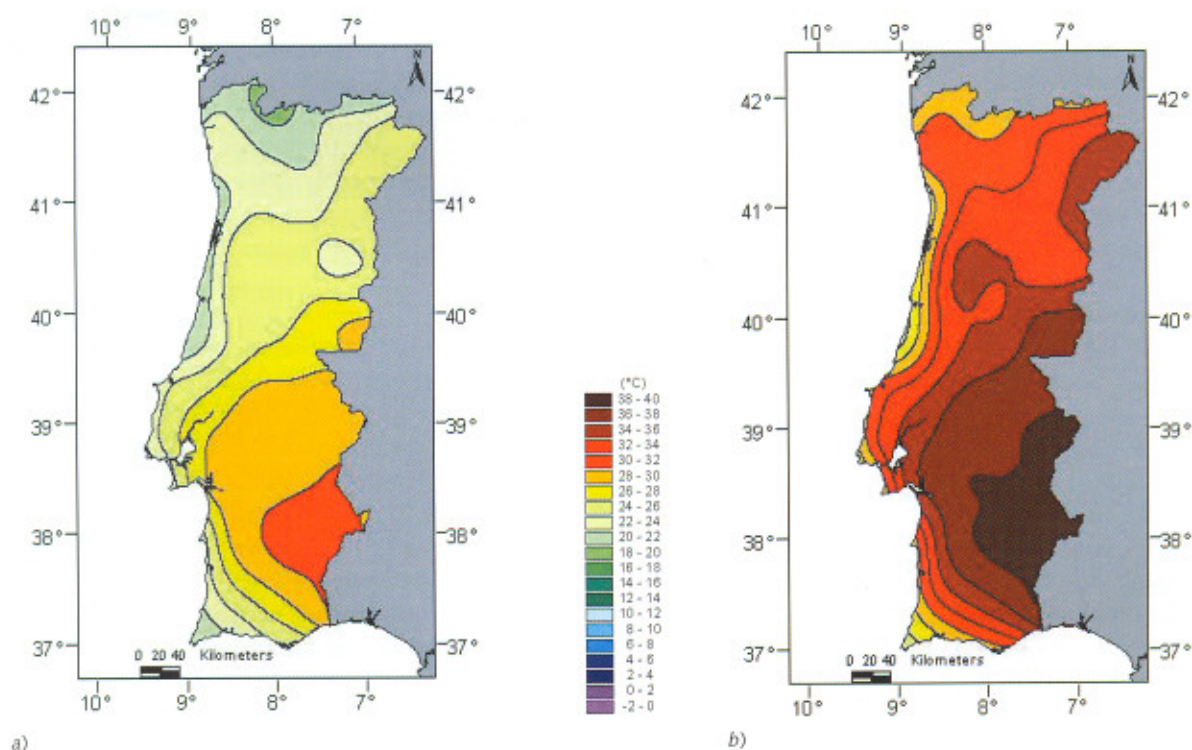 10° 9° 8° 7°
N
42° 42°
41° 41°
40° 40°
39° 39°
38° 38°
37° 37°
0 20 40 Kilometers
10° 9° 8° 7°
a)
(°C)
38 - 40
36 - 38
34 - 36
32 - 34
30 - 32
28 - 30
26 - 28
24 - 26
22 - 24
20 - 22
18 - 20
16 - 18
14 - 16
12 - 14
10 - 12
8 - 10
6 - 8
4 - 6
2 - 4
0 - 2
-2 - 0
10° 9° 8° 7°
N
42° 42°
41° 41°
40° 40°
39° 39°
38° 38°
37° 37°
0 20 40 Kilometers
10° 9° 8° 7°
b)